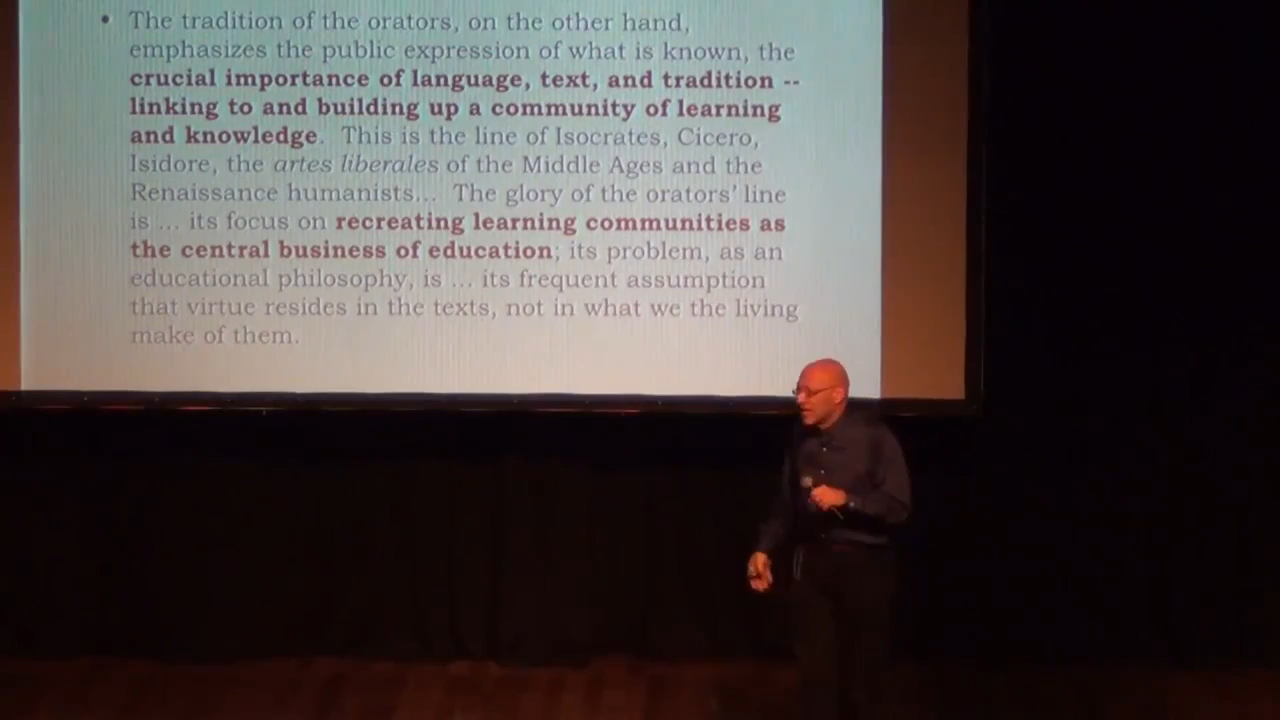 • The tradition of the orators, on the other hand,
emphasizes the public expression of what is known, the
crucial importance of language, text, and tradition --
linking to and building up a community of learning
and knowledge. This is the line of Isocrates, Cicero,
Isidore, the artes liberales of the Middle Ages and the
Renaissance humanists... The glory of the orators' line
is ... its focus on recreating learning communities as
the central business of education; its problem, as an
educational philosophy, is ... its frequent assumption
that virtue resides in the texts, not in what we the living
make of them.